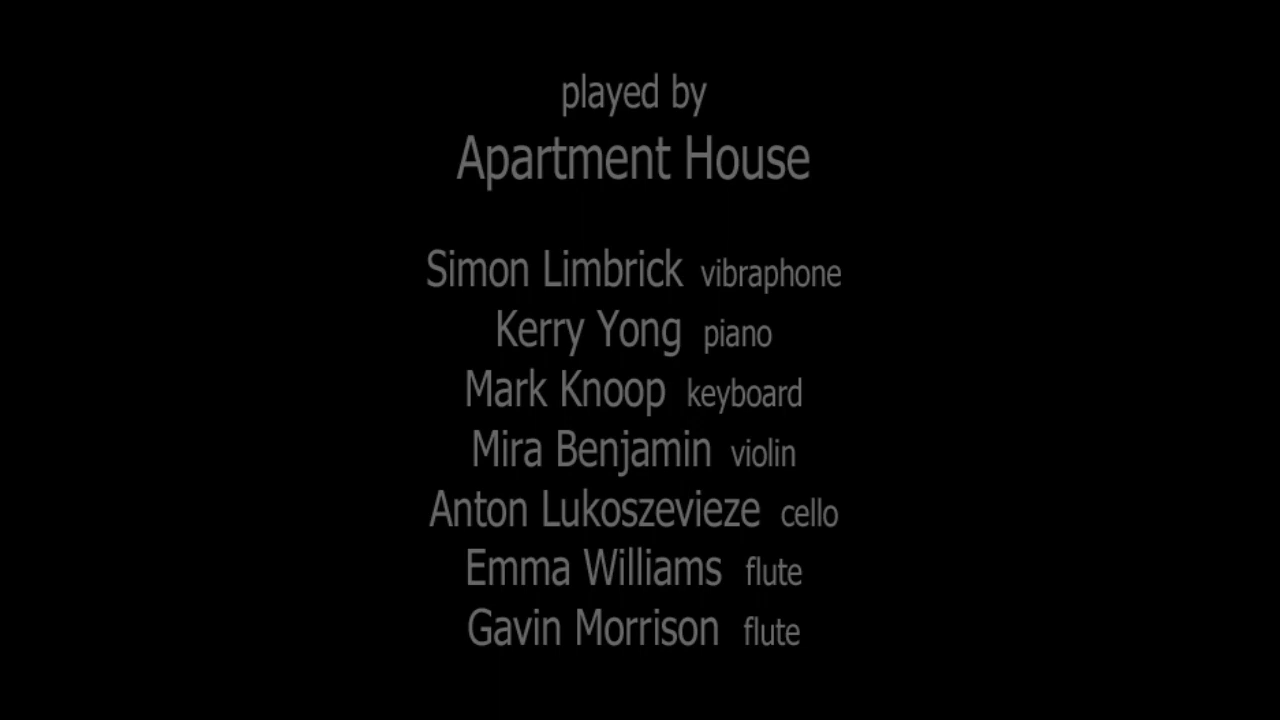 played by
Apartment House
Simon Limbrick vibraphone
Kerry Yong piano
Mark Knoop keyboard
Mira Benjamin violin
Anton Lukoszevieze cello
Emma Williams flute
Gavin Morrison flute